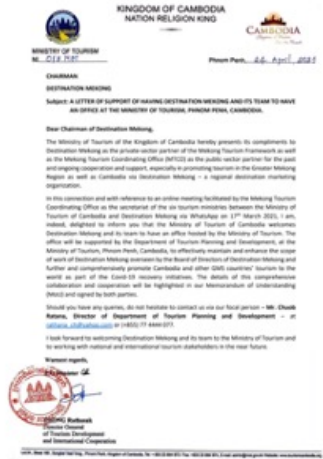 KINGDOM OF CAMBODIA
NATION RELIGION KING
CAMBODIA
MINISTRY OF TOURISM
Phnom Penh,
CHAIRMAN
DESTINATION MEKONG
Subject: A LETTER OF SUPPORT OF HAVING DESTINATION MEKONG AND ITS TEAM TO HAVE
AN OFFICE AT THE MINISTRY OF TOURISM, PHNOM PENH, CAMBODIA.
Dear Chairman of Destination Mekong,
The Ministry of Tourism of the Kingdom of Cambodia hereby presents its compliments to
Destination Mekong as the private-sector partner of the Mekong Tourism Framework as well
as the Mekong Tourism Coordinating Office (MTCO) as the public sector partner for the past
and ongoing cooperation and support, especially in promoting tourism in the Greater Mekong
Region as well as Cambodia via Destination Mekong – a regional destination marketing
organization.
In this connection and with reference to an online meeting facilitated by the Mekong Tourism
Coordinating Office as the secretariat of the six tourism ministries between the Ministry of
Tourism of Cambodia and Destination Mekong via WhatsApp on 17th March 2021, I am,
indeed, delighted to inform you that the Ministry of Tourism of Cambodia welcomes
Destination Mekong and its team to have an office hosted by the Ministry of Tourism. The
office will be supported by the Department of Tourism Planning and Development, at the
Ministry of Tourism, Phnom Penh, Cambodia, to effectively maintain and enhance the scope
of work of Destination Mekong overseen by the Board of Directors of Destination Mekong and
further and comprehensively promote Cambodia and other GMS countries' tourism to the
world as part of the Covid-19 recovery initiatives. The details of this comprehensive
collaboration and cooperation will be highlighted in our Memorandum of Understanding
(MoU) and signed by both parties.
Should you have any queries, do not hesitate to contact us via our focal person – Mr. Chuob
Ratana, Director of Department of Tourism Planning and Development – at
ratana_ch@yahoo.com or (+855) 77 4444 077.
I look forward to welcoming Destination Mekong and its team to the Ministry of Tourism and
to working with national and international tourism stakeholders in the near future.
Warmest regards,
Rathasak
Director General
of Tourism Development
and International Cooperation